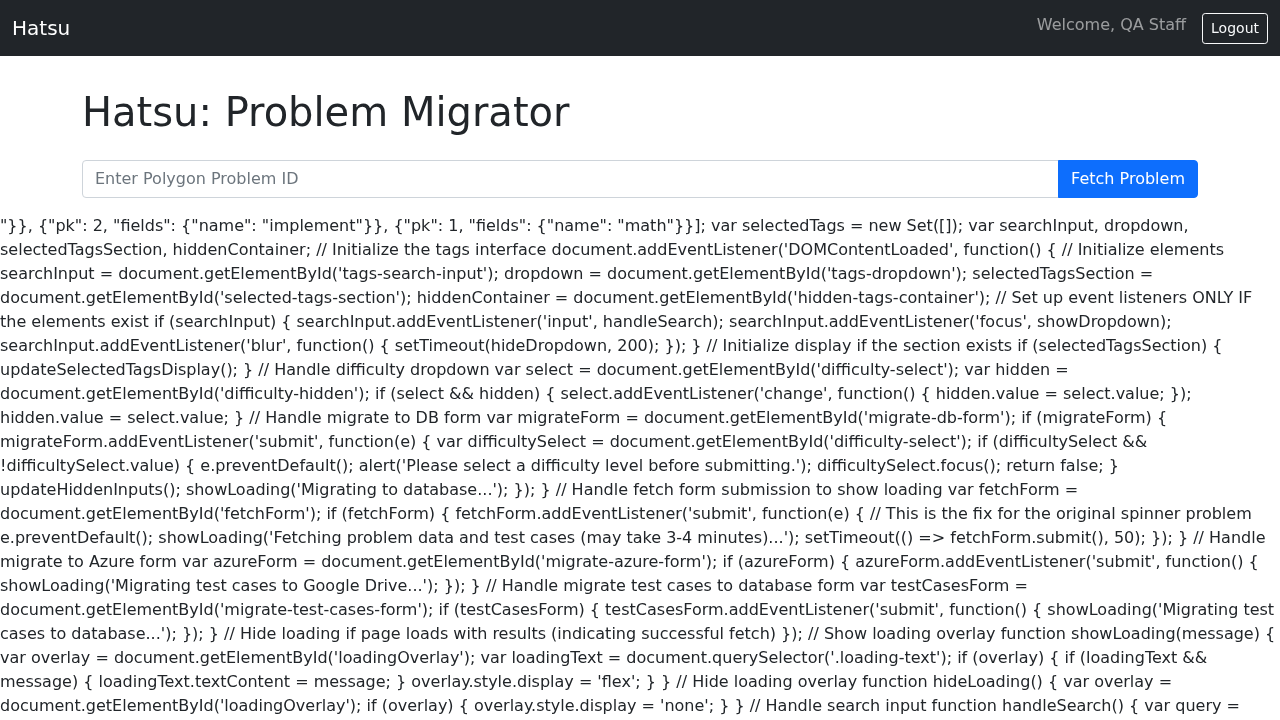 Hatsu
Welcome, QA Staff
Logout
Hatsu: Problem Migrator
Enter Polygon Problem ID
Fetch Problem
"}}, {"pk": 2, "fields": {"name": "implement"}}, {"pk": 1, "fields": {"name": "math"}}]; var selectedTags = new Set([]); var searchInput, dropdown,
selectedTagsSection, hiddenContainer; // Initialize the tags interface document.addEventListener('DOMContentLoaded', function() { // Initialize elements
searchInput = document.getElementById('tags-search-input'); dropdown = document.getElementById('tags-dropdown'); selectedTagsSection =
document.getElementById('selected-tags-section'); hiddenContainer = document.getElementById('hidden-tags-container'); // Set up event listeners ONLY IF
the elements exist if (searchInput) { searchInput.addEventListener('input', handleSearch); searchInput.addEventListener('focus', showDropdown);
searchInput.addEventListener('blur', function() { setTimeout(hideDropdown, 200); }); } // Initialize display if the section exists if (selectedTagsSection) {
updateSelectedTagsDisplay(); } // Handle difficulty dropdown var select = document.getElementById('difficulty-select'); var hidden =
document.getElementById('difficulty-hidden'); if (select && hidden) { select.addEventListener('change', function() { hidden.value = select.value; });
hidden.value = select.value; } // Handle migrate to DB form var migrateForm = document.getElementById('migrate-db-form'); if (migrateForm) {
migrateForm.addEventListener('submit', function(e) { var difficultySelect = document.getElementById('difficulty-select'); if (difficultySelect &&
!difficultySelect.value) { e.preventDefault(); alert('Please select a difficulty level before submitting.'); difficultySelect.focus(); return false; }
updateHiddenInputs(); showLoading('Migrating to database...'); }); } // Handle fetch form submission to show loading var fetchForm =
document.getElementById('fetchForm'); if (fetchForm) { fetchForm.addEventListener('submit', function(e) { // This is the fix for the original spinner problem
e.preventDefault(); showLoading('Fetching problem data and test cases (may take 3-4 minutes)...'); setTimeout(() => fetchForm.submit(), 50); }); } // Handle
migrate to Azure form var azureForm = document.getElementById('migrate-azure-form'); if (azureForm) { azureForm.addEventListener('submit', function() {
showLoading('Migrating test cases to Google Drive...'); }); } // Handle migrate test cases to database form var testCasesForm =
document.getElementById('migrate-test-cases-form'); if (testCasesForm) { testCasesForm.addEventListener('submit', function() { showLoading('Migrating test
cases to database...'); }); } // Hide loading if page loads with results (indicating successful fetch) }); // Show loading overlay function showLoading(message) {
var overlay = document.getElementById('loadingOverlay'); var loadingText = document.querySelector('.loading-text'); if (overlay) { if (loadingText &&
message) { loadingText.textContent = message; } overlay.style.display = 'flex'; } } // Hide loading overlay function hideLoading() { var overlay =
document.getElementById('loadingOverlay'); if (overlay) { overlay.style.display = 'none'; } } // Handle search input function handleSearch() { var query =